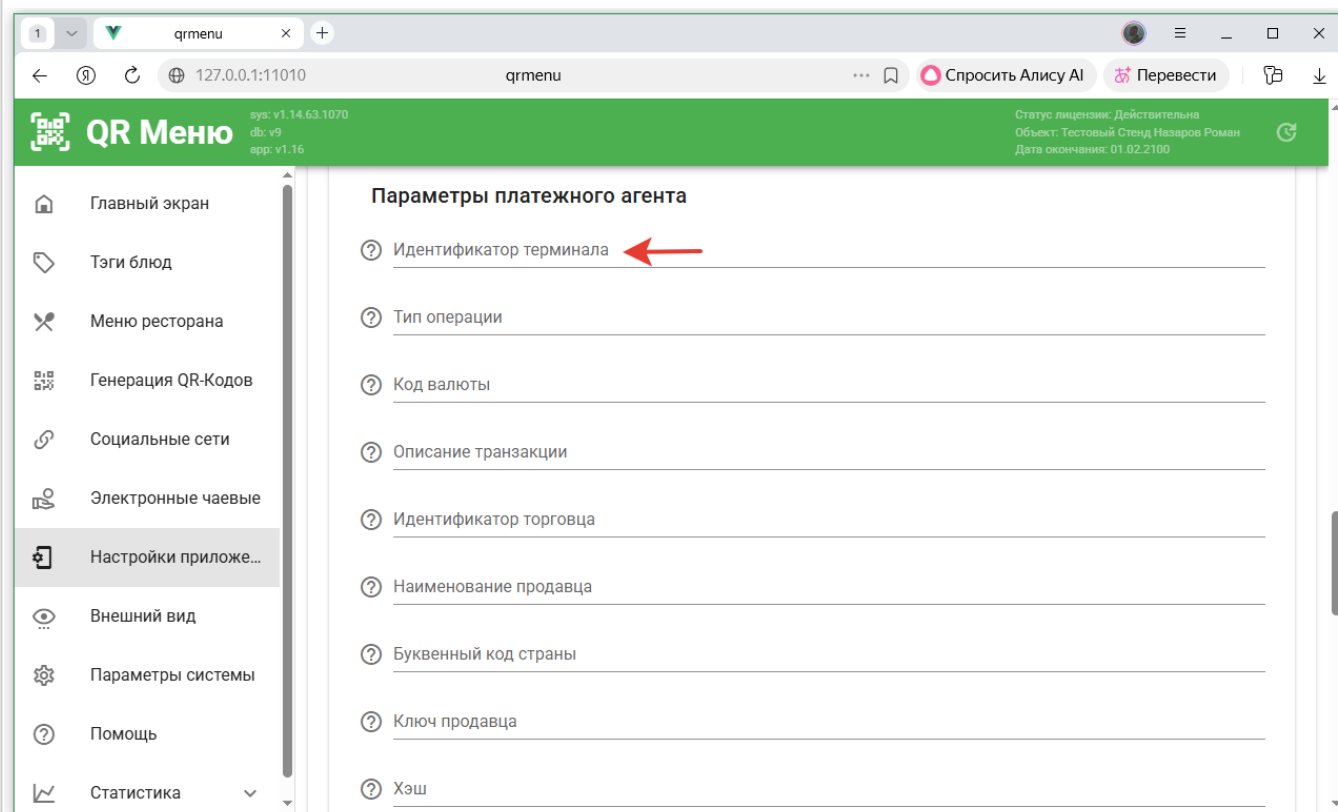 1
qrmenu
127.0.0.1:11010
qrmenu
Спросить Алису AI
Перевести
QR Меню
sys: v1.14.63.1070
db: v9
app: v1.16
Статус лицензии: Действительна
Объект: Тестовый Стенд Назаров Роман
Дата окончания: 01.02.2100
Главный экран
Тэги блюд
Меню ресторана
Генерация QR-Кодов
Социальные сети
Электронные чаевые
Настройки приложе...
Внешний вид
Параметры системы
Помощь
Статистика
Параметры платежного агента
Идентификатор терминала
Тип операции
Код валюты
Описание транзакции
Идентификатор торговца
Наименование продавца
Буквенный код страны
Ключ продавца
Хэш